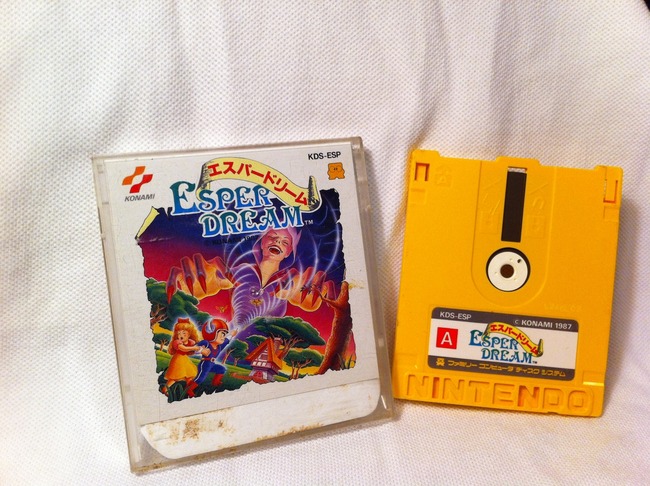 KDS-ESP
KONAMI
エスパードリーム
ESPER
DREAM™
KDS-ESP
© KONAMI 1987
A
エスパードリーム
ESPER
DREAM™
ファミリー コンピュータ ディスク システム
NINTENDO